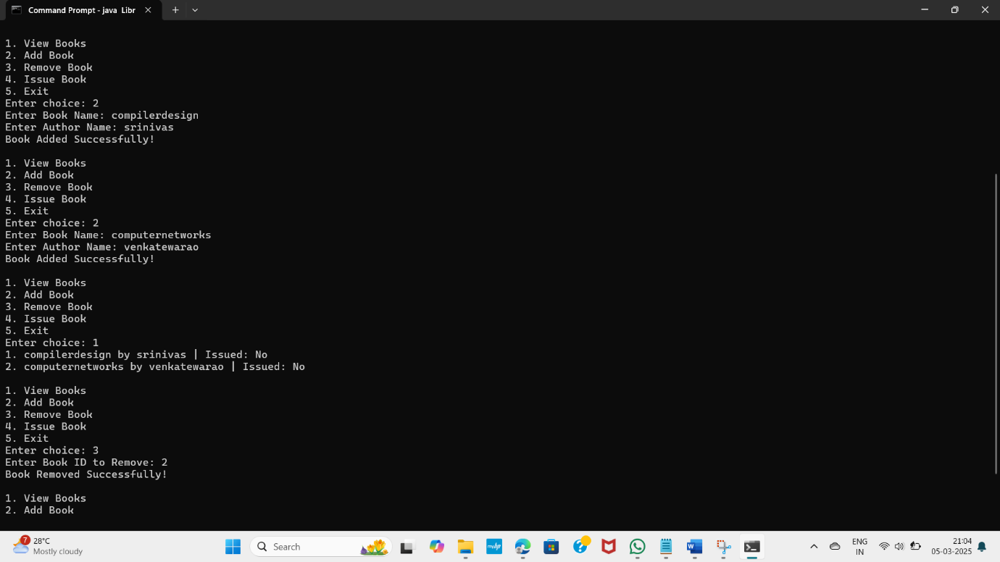 Command Prompt - java Libr
1. View Books
2. Add Book
3. Remove Book
4. Issue Book
5. Exit
Enter choice: 2
Enter Book Name: compilerdesign
Enter Author Name: srinivas
Book Added Successfully!
1. View Books
2. Add Book
3. Remove Book
4. Issue Book
5. Exit
Enter choice: 2
Enter Book Name: computernetworks
Enter Author Name: venkatewarao
Book Added Successfully!
1. View Books
2. Add Book
3. Remove Book
4. Issue Book
5. Exit
Enter choice: 1
1. compilerdesign by srinivas | Issued: No
2. computernetworks by venkatewarao | Issued: No
1. View Books
2. Add Book
3. Remove Book
4. Issue Book
5. Exit
Enter choice: 3
Enter Book ID to Remove: 2
Book Removed Successfully!
1. View Books
2. Add Book
7
28°C
Mostly cloudy
Search
myhp
W
ENG
IN
21:04
05-03-2025